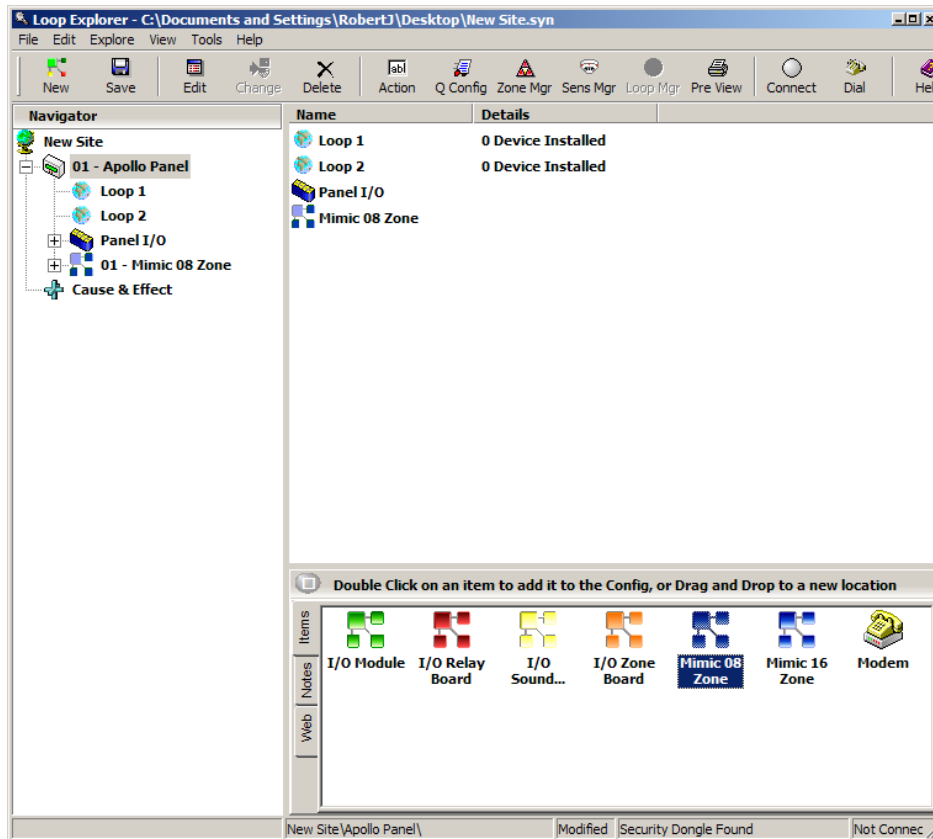 Loop Explorer - C:\Documents and Settings\RobertJ\Desktop\New Site.syn
File Edit Explore View Tools Help
New Save Edit Change Delete abl Action Q Config Zone Mgr Sens Mgr Loop Mgr Pre View Connect Dial Hel
Navigator
New Site
01 - Apollo Panel
Loop 1
Loop 2
Panel I/O
01 - Mimic 08 Zone
Cause & Effect
Name Details
Loop 1 0 Device Installed
Loop 2 0 Device Installed
Panel I/O
Mimic 08 Zone
Double Click on an item to add it to the Config, or Drag and Drop to a new location
Items
Notes
Web
I/O Module I/O Relay Board I/O Sound... I/O Zone Board Mimic 08 Zone Mimic 16 Zone Modem
New Site\Apollo Panel\ Modified Security Dongle Found Not Connec